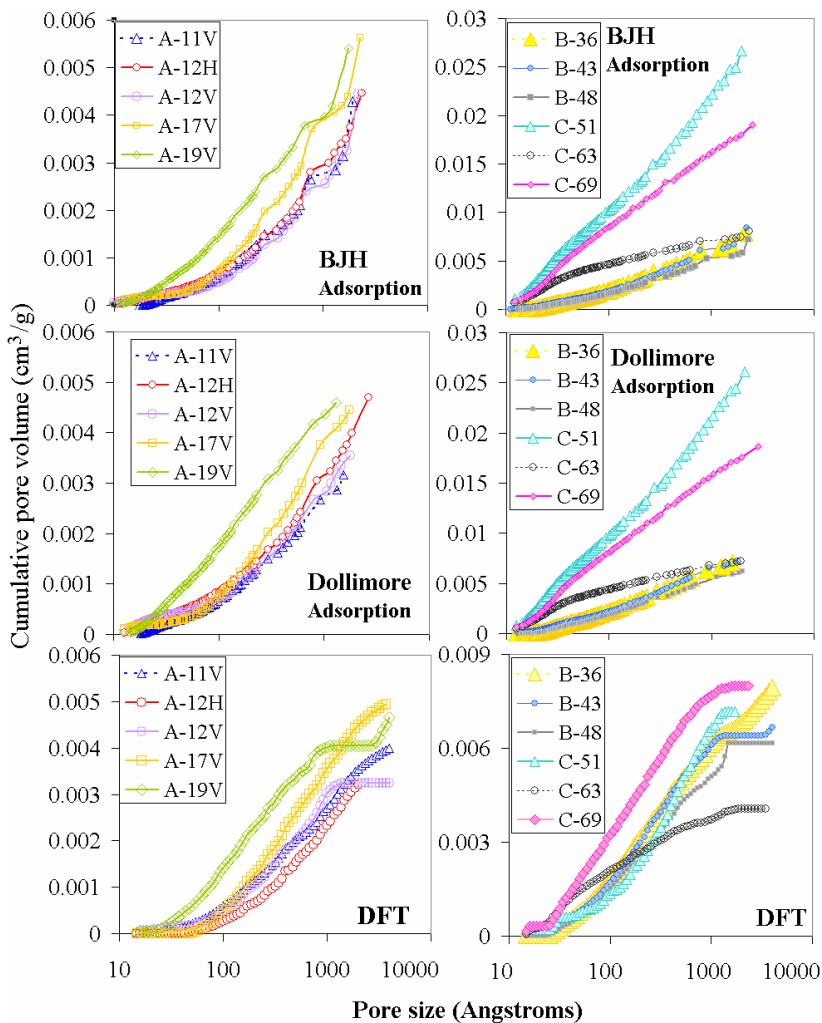 Cumulative pore volume (cm³/g)
0.006
0.005
0.004
0.003
0.002
0.001
0
A-11V
A-12H
A-12V
A-17V
A-19V
BJH
Adsorption
0.03
0.025
0.02
0.015
0.01
0.005
0
B-36
B-43
B-48
C-51
C-63
C-69
BJH
Adsorption
0.006
0.005
0.004
0.003
0.002
0.001
0
A-11V
A-12H
A-12V
A-17V
A-19V
Dollimore
Adsorption
0.03
0.025
0.02
0.015
0.01
0.005
0
B-36
B-43
B-48
C-51
C-63
C-69
Dollimore
Adsorption
0.006
0.005
0.004
0.003
0.002
0.001
0
A-11V
A-12H
A-12V
A-17V
A-19V
DFT
10 100 1000 10000
0.009
0.006
0.003
0
B-36
B-43
B-48
C-51
C-63
C-69
DFT
10 100 1000 10000
Pore size (Angstroms)